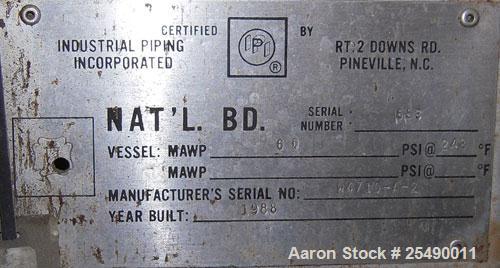 CERTIFIED BY
INDUSTRIAL PIPING INCORPORATED
IPI ®
RT. 2 DOWNS RD.
PINEVILLE, N.C.
NAT'L. BD.
SERIAL NUMBER:
VESSEL: MAWP 60 PSI@ °F
MAWP PSI@ °F
MANUFACTURER'S SERIAL NO:
YEAR BUILT: 1988
Aaron Stock # 25490011